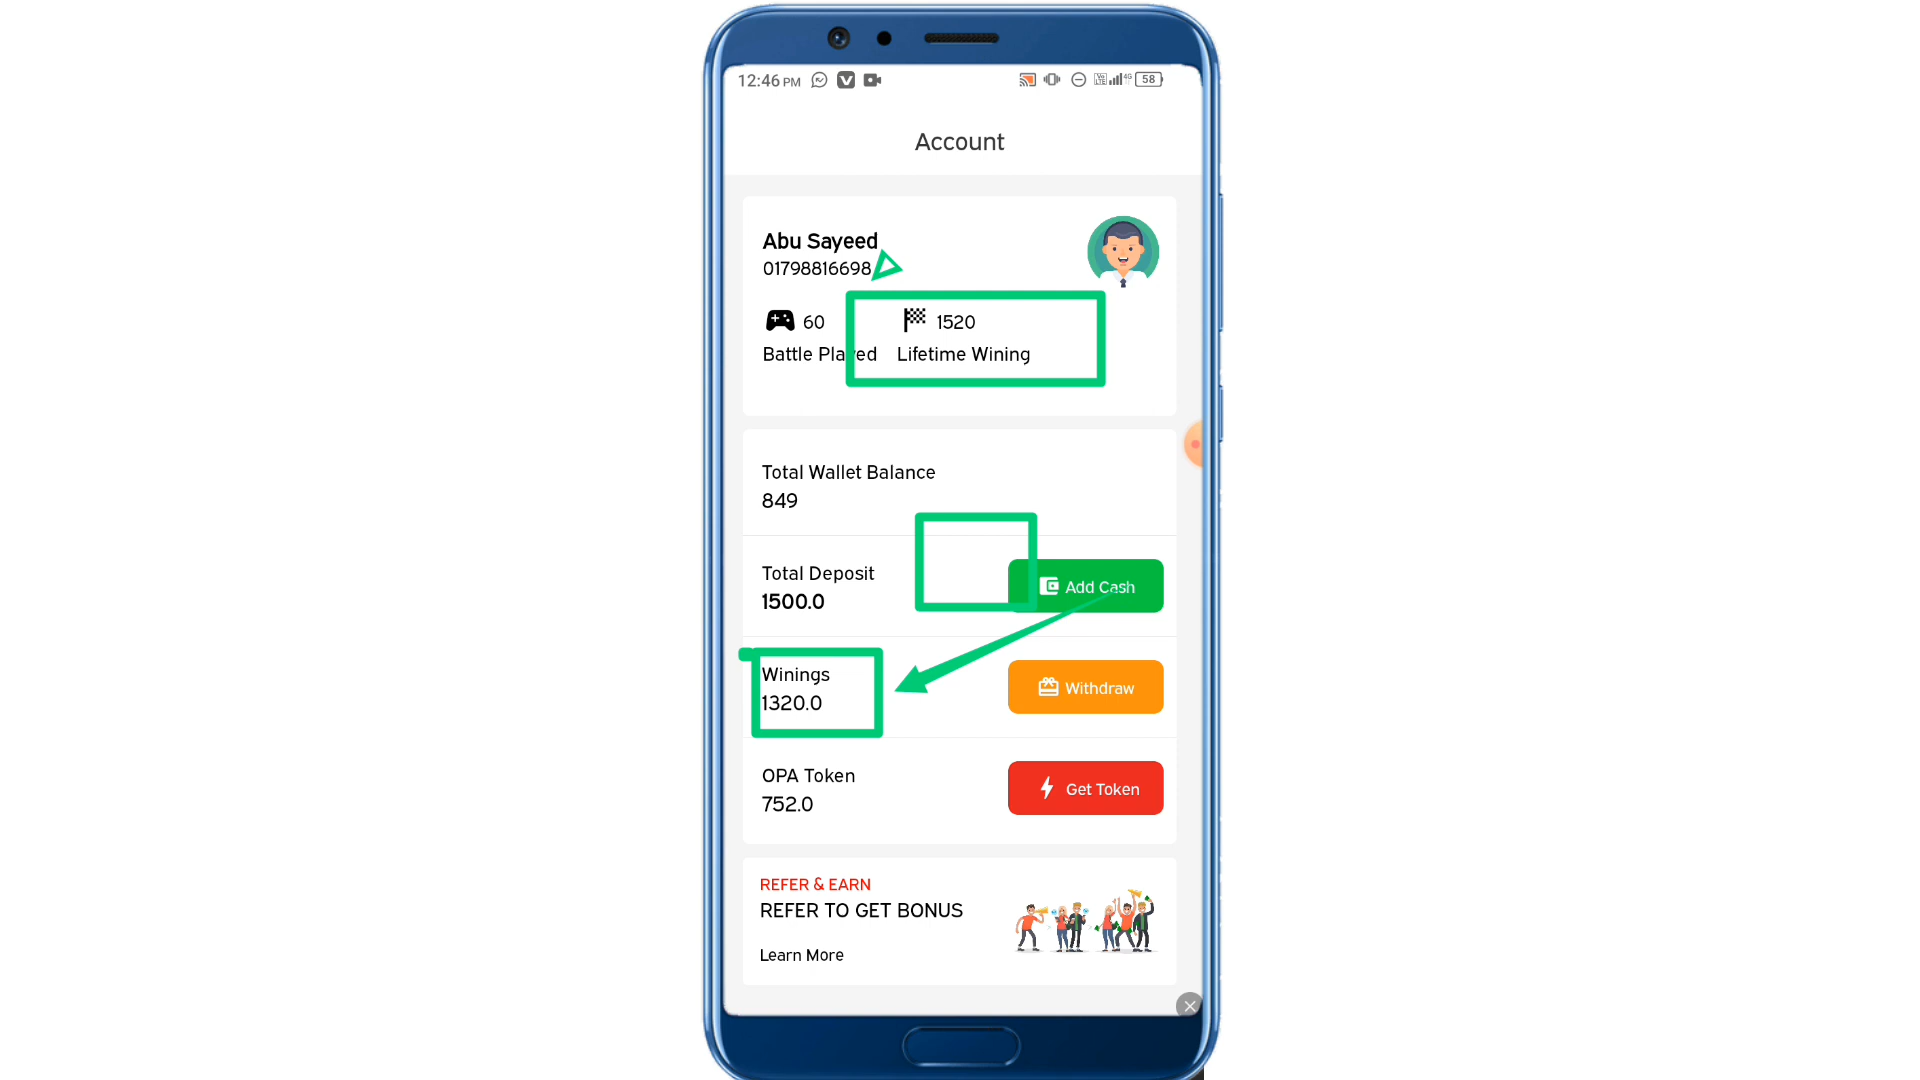 12:46 PM
VoLTE 4G 58
Account
Abu Sayeed
01798816698
60 1520
Battle Played Lifetime Wining
Total Wallet Balance
849
Total Deposit
1500.0
Add Cash
Winings
1320.0
Withdraw
OPA Token
752.0
Get Token
REFER & EARN
REFER TO GET BONUS
Learn More